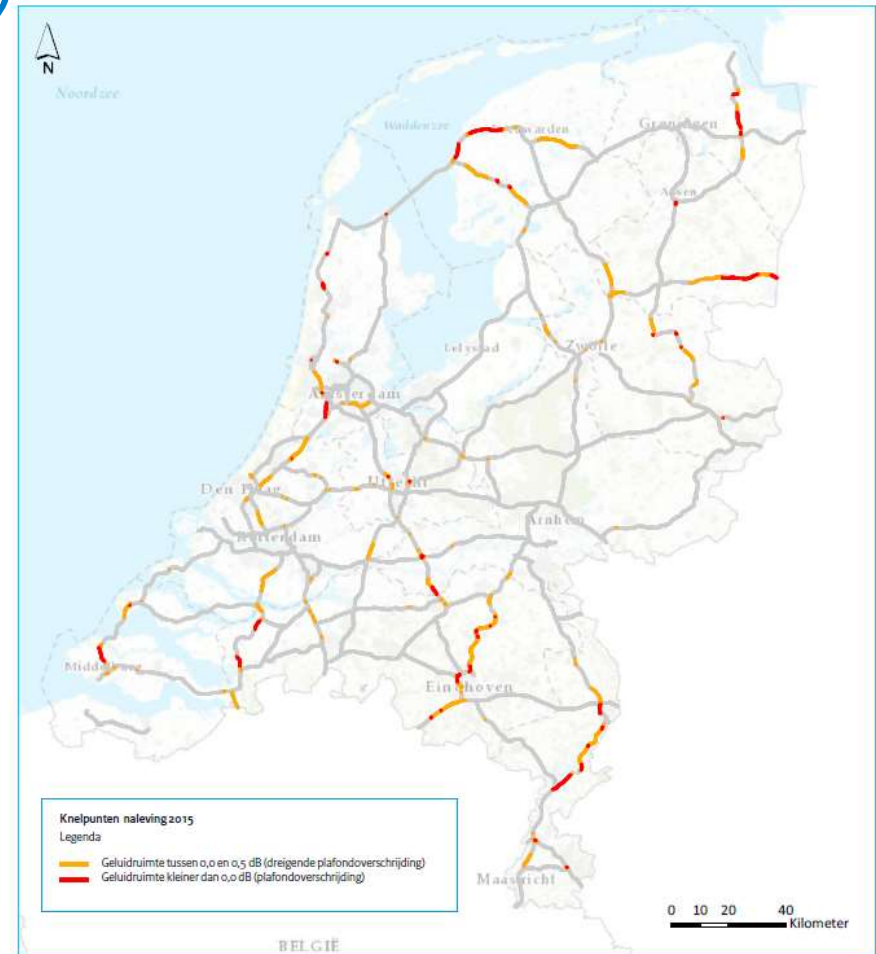 N
Noordzee
Waddenzee
Leeuwarden
Groningen
Assen
Lelystad
Zwolle
Amsterdam
Den Haag
Utrecht
Rotterdam
Arnhem
Middelburg
Eindhoven
Maastricht
BELGIË
Knelpunten naleving 2015
Legenda
Geluidruimte tussen 0,0 en 0,5 dB (dreigende plafondoverschrijding)
Geluidruimte kleiner dan 0,0 dB (plafondoverschrijding)
0 10 20 40
Kilometer